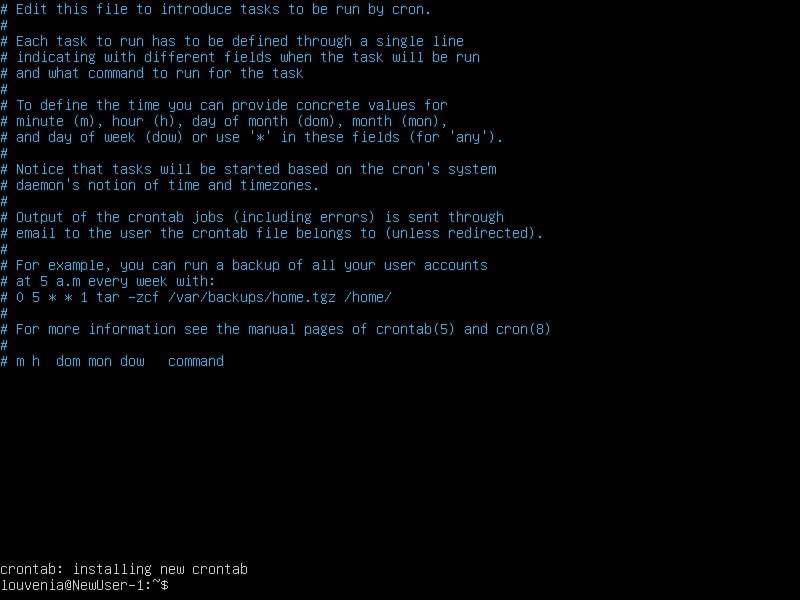 # Edit this file to introduce tasks to be run by cron.
#
# Each task to run has to be defined through a single line
# indicating with different fields when the task will be run
# and what command to run for the task
#
# To define the time you can provide concrete values for
# minute (m), hour (h), day of month (dom), month (mon),
# and day of week (dow) or use '*' in these fields (for 'any').
#
# Notice that tasks will be started based on the cron's system
# daemon's notion of time and timezones.
#
# Output of the crontab jobs (including errors) is sent through
# email to the user the crontab file belongs to (unless redirected).
#
# For example, you can run a backup of all your user accounts
# at 5 a.m every week with:
# 0 5 * * 1 tar -zcf /var/backups/home.tgz /home/
#
# For more information see the manual pages of crontab(5) and cron(8)
#
# m h  dom mon dow   command
crontab: installing new crontab
louvenia@NewUser-1:~$